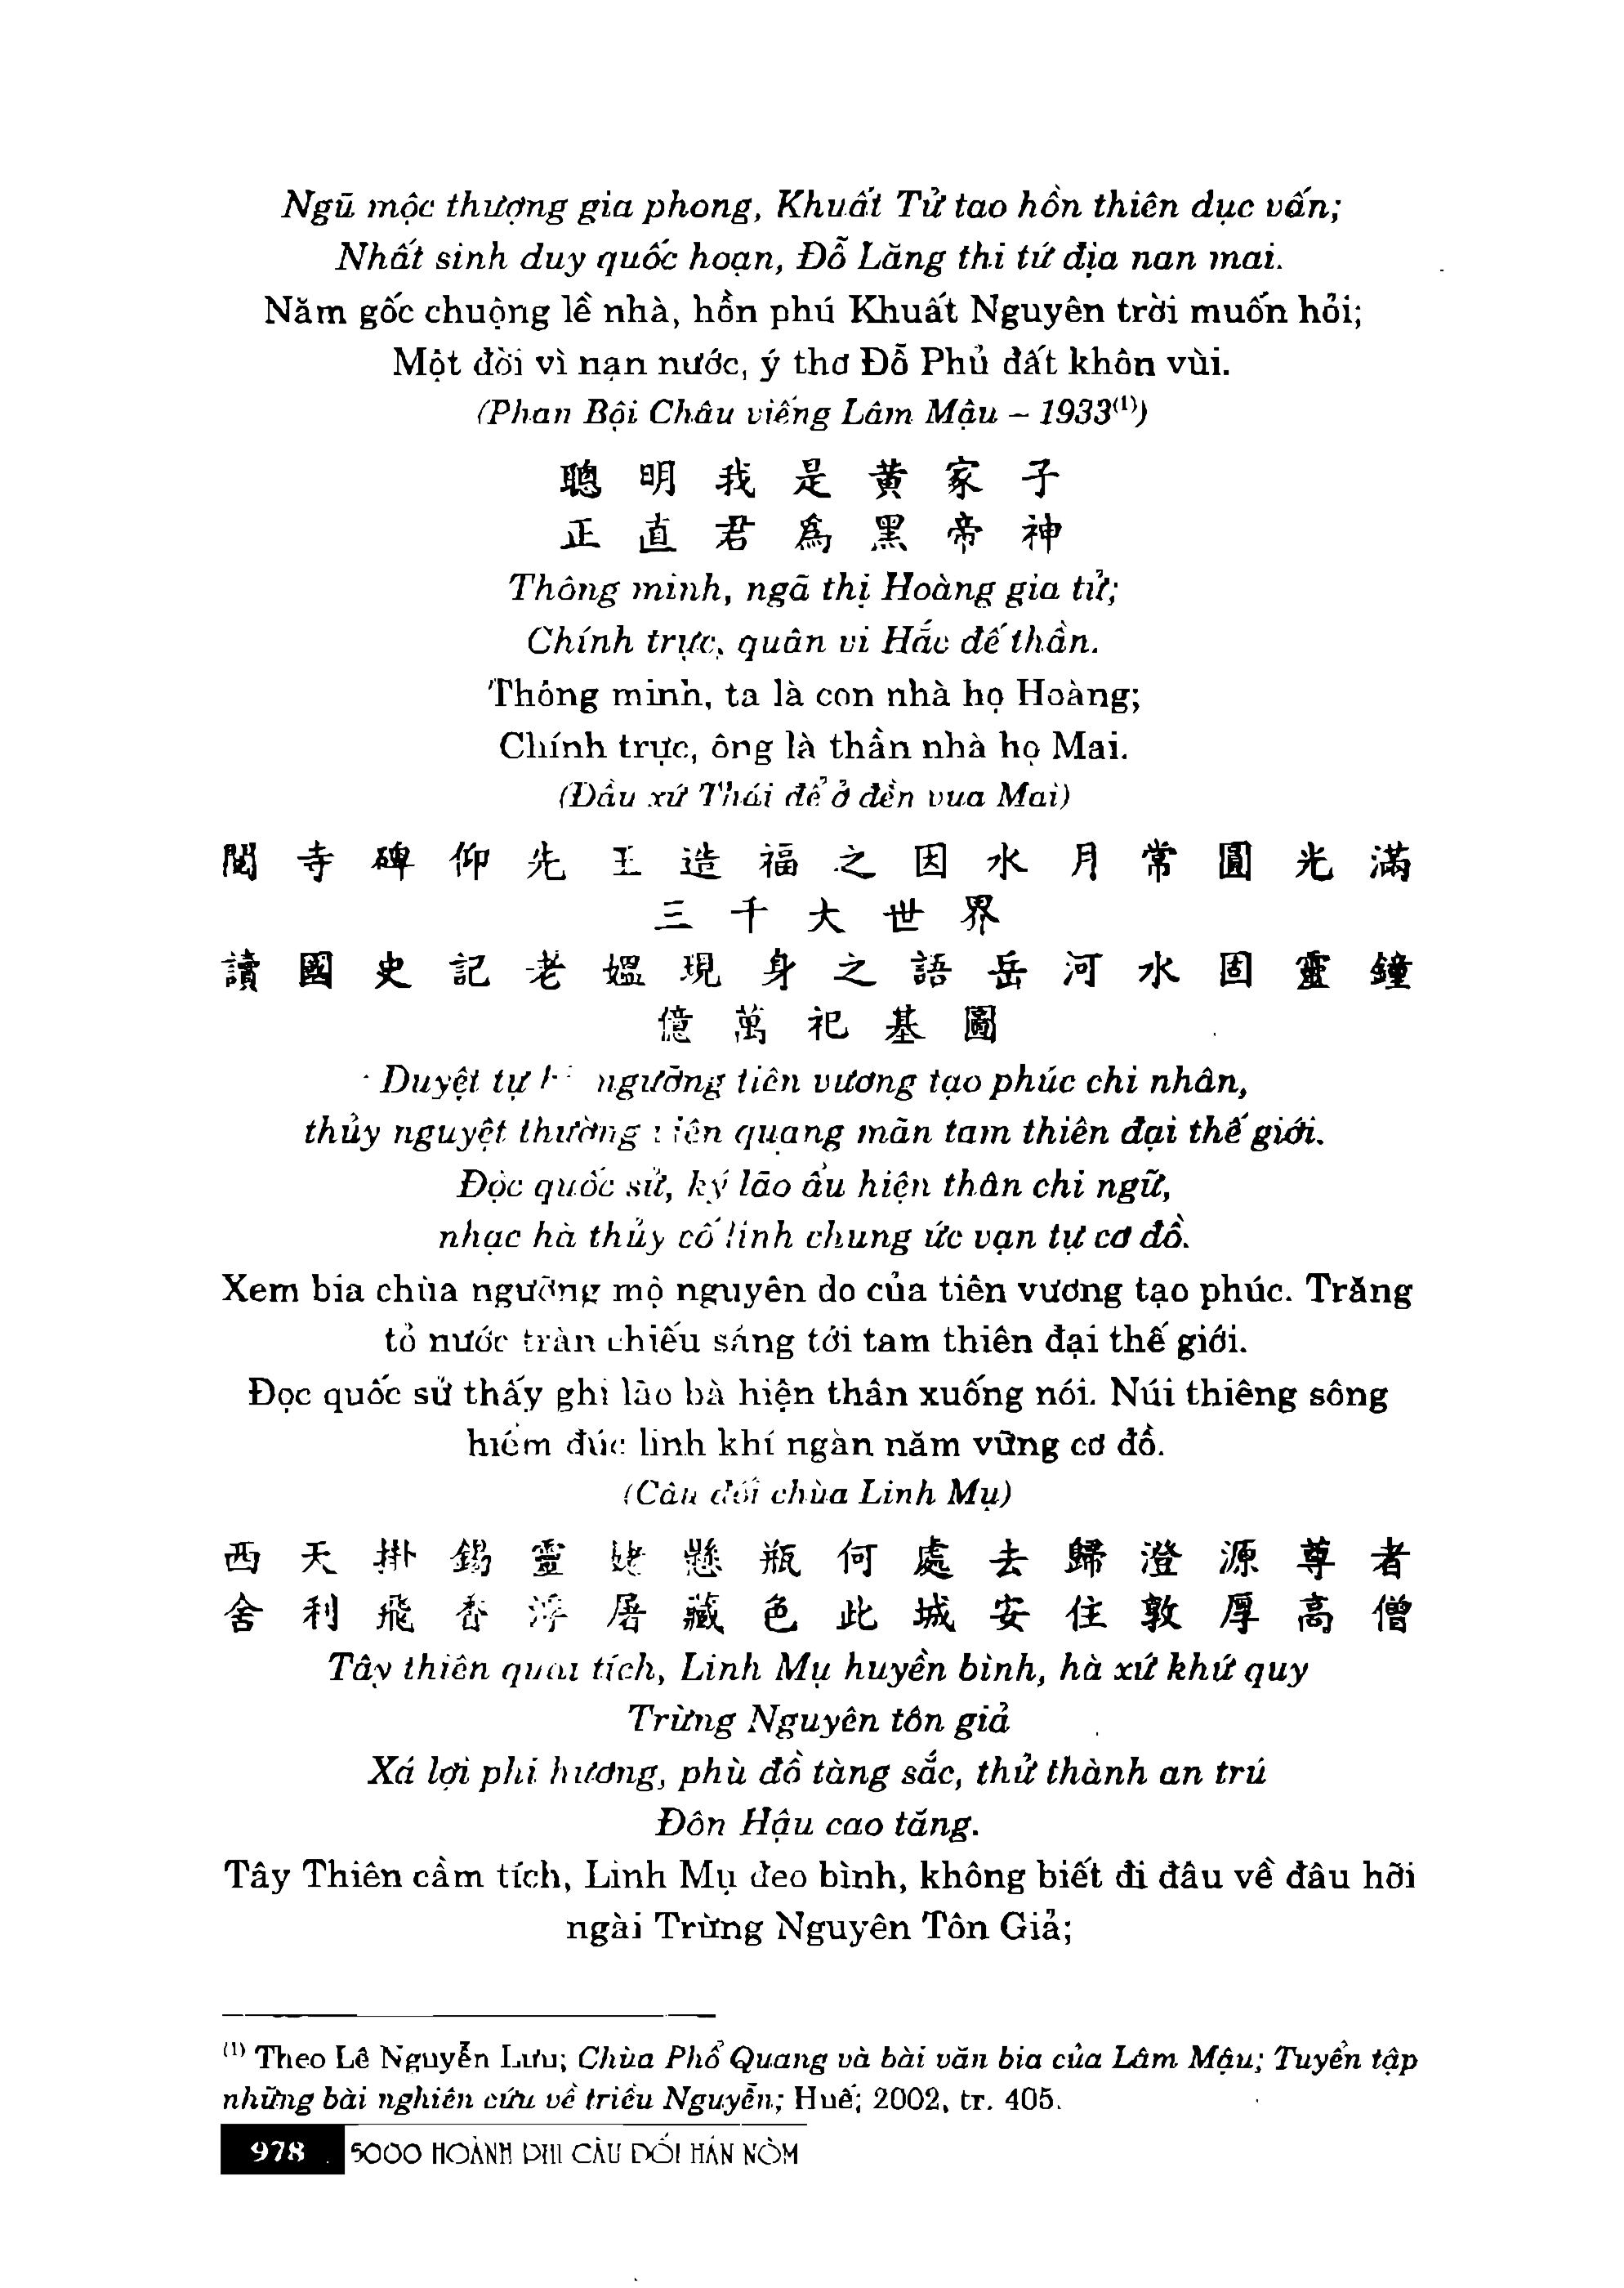 Ngũ mộc thượng gia phong, Khuất Tử tao hồn thiên dục vấn;
Nhất sinh duy quốc hoạn, Đỗ Lăng thi tứ địa nan mai.
Năm gốc chuộng lề nhà, hồn phú Khuất Nguyên trời muốn hỏi;
Một đời vì nạn nước, ý thơ Đỗ Phủ đất khôn vùi.
(Phan Bội Châu viếng Lâm Mậu – 1933⁽¹⁾)
聰明我是黄家子
正直君為黑帝神
Thông minh, ngã thị Hoàng gia tử;
Chính trực, quân vi Hắc đế thần.
Thông minh, ta là con nhà họ Hoàng;
Chính trực, ông là thần nhà họ Mai.
(Đầu xứ Thái để ở đền vua Mai)
閱寺碑仰先王造福之因水月常圓光滿
三千大世界
讀國史記老媼現身之語岳河水固靈鐘
億萬祀基圖
Duyệt tự ngưỡng tiên vương tạo phúc chi nhân,
thủy nguyệt thường viên quang mãn tam thiên đại thế giới.
Đọc quốc sử, ký lão ẩu hiện thân chi ngữ,
nhạc hà thủy cố linh chung ức vạn tự cơ đồ.
Xem bia chùa ngưỡng mộ nguyên do của tiên vương tạo phúc. Trăng
tỏ nước tràn chiếu sáng tới tam thiên đại thế giới.
Đọc quốc sử thấy ghi lão bà hiện thân xuống nói. Núi thiêng sông
hiểm đúc linh khí ngàn năm vững cơ đồ.
(Câu đối chùa Linh Mụ)
西天掛錫靈姥懸瓶何處去歸澄源尊者
舍利飛香浮屠藏色此城安住敦厚高僧
Tây thiên quải tích, Linh Mụ huyền bình, hà xứ khứ quy
Trừng Nguyên tôn giả
Xá lợi phi hương, phù đồ tàng sắc, thử thành an trú
Đôn Hậu cao tăng.
Tây Thiên cầm tích, Linh Mụ đeo bình, không biết đi đâu về đâu hỡi
ngài Trừng Nguyên Tôn Giả;
⁽¹⁾ Theo Lê Nguyễn Lưu; Chùa Phổ Quang và bài văn bia của Lâm Mậu; Tuyển tập
những bài nghiên cứu về triều Nguyễn; Huế; 2002, tr. 405.
978 5000 HOÀNH PHI CÂU ĐỐI HÁN NÔM